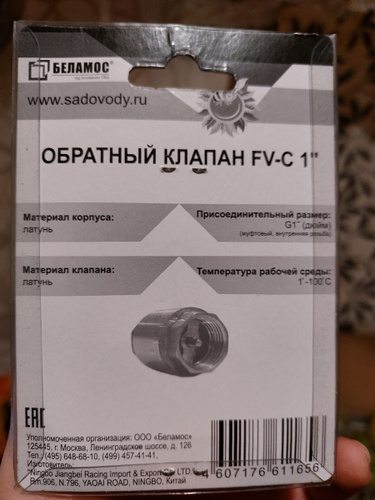 БЕЛАМОС®
www.sadovody.ru
ОБРАТНЫЙ КЛАПАН FV-C 1"
Материал корпуса:
латунь
Присоединительный размер:
G1" (дюйм)
(муфтовый, внутренняя резьба)
Материал клапана:
латунь
Температура рабочей среды:
1°-100°C
EAC
Уполномоченная организация: ООО «Беламос»
125445, г. Москва, Ленинградское шоссе, д. 126
Тел.: (495) 648-68-10, (499) 457-41-41,
Изготовитель:
"Ningbo Jiangbei Racing Import & Export Co LTD."
Rm.906, N.796, YAOAI ROAD, NINGBO, Китай
4 607176 611656